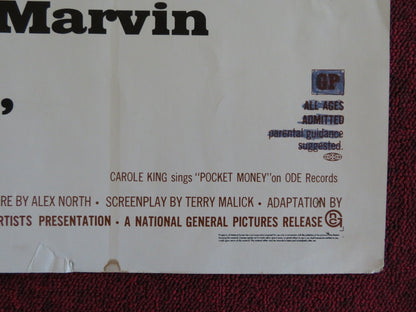 Marvin
,
GP
ALL AGES
ADMITTED
parental guidance
suggested.
CAROLE KING sings "POCKET MONEY" on ODE Records
RE BY ALEX NORTH • SCREENPLAY BY TERRY MALICK • ADAPTATION BY
ARTISTS PRESENTATION • A NATIONAL GENERAL PICTURES RELEASE